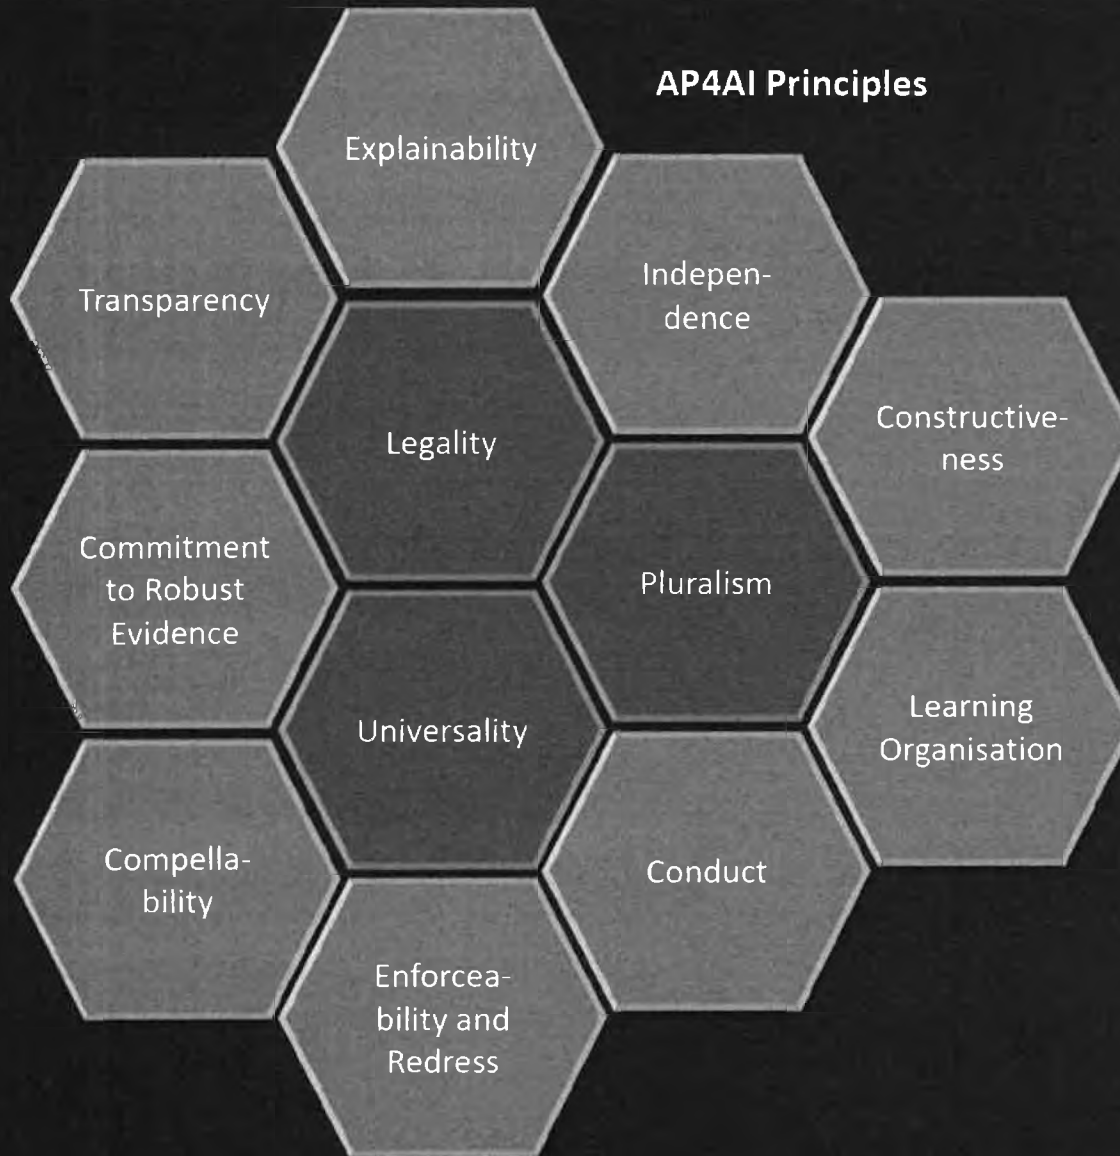 AP4AI Principles
Explainability
Transparency
Indepen-
dence
Legality
Constructive-
ness
Commitment
to Robust
Evidence
Pluralism
Universality
Learning
Organisation
Compella-
bility
Conduct
Enforcea-
bility and
Redress